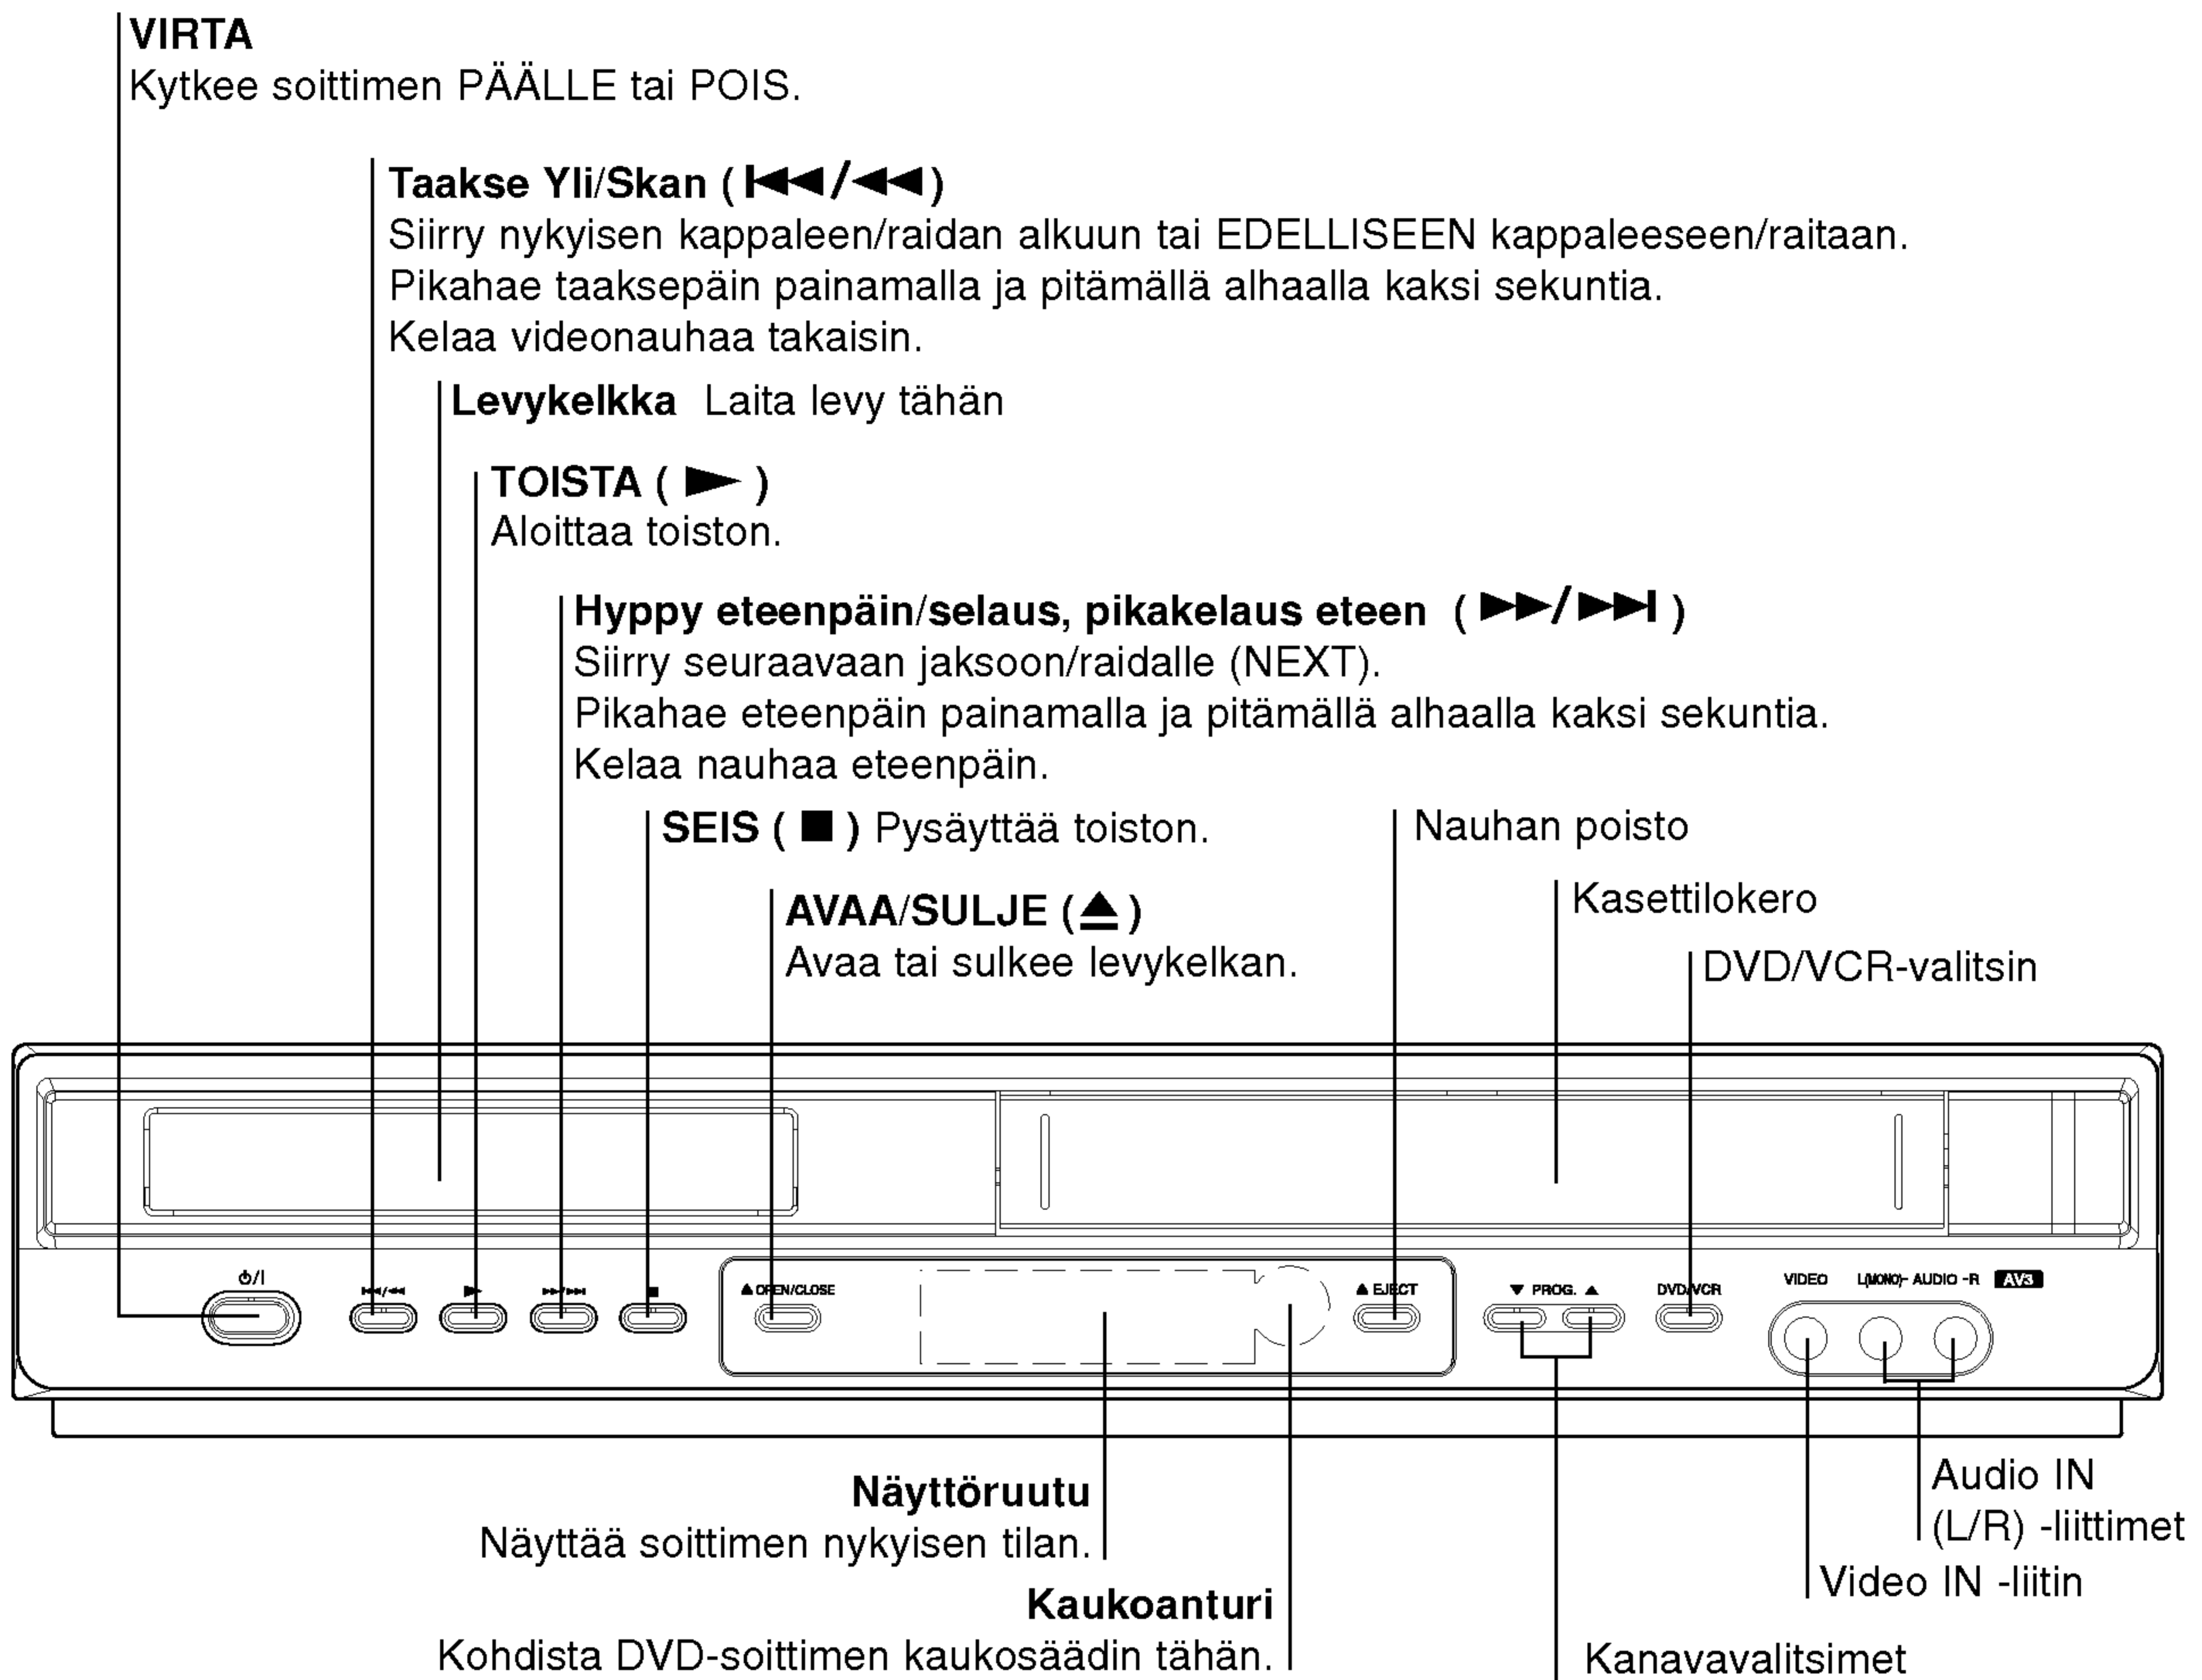 VIRTA
Kytkee soittimen PÄÄLLE tai POIS.
Taakse Yli/Skan (⏮/◀◀)
Siirry nykyisen kappaleen/raidan alkuun tai EDELLISEEN kappaleeseen/raitaan.
Pikahae taaksepäin painamalla ja pitämällä alhaalla kaksi sekuntia.
Kelaa videonauhaa takaisin.
Levykelkka Laita levy tähän
TOISTA ( ► )
Aloittaa toiston.
Hyppy eteenpäin/selaus, pikakelaus eteen (►►/►►I )
Siirry seuraavaan jaksoon/raidalle (NEXT).
Pikahae eteenpäin painamalla ja pitämällä alhaalla kaksi sekuntia.
Kelaa nauhaa eteenpäin.
SEIS ( ■ ) Pysäyttää toiston.
Nauhan poisto
AVAA/SULJE (⏏ )
Avaa tai sulkee levykelkan.
Kasettilokero
DVD/VCR-valitsin
⏻/I
I◄◄/◄◄
►
►►/►►I
■
▲ OPEN/CLOSE
▲ EJECT
▼ PROG. ▲
DVD/VCR
VIDEO
L(MONO)- AUDIO -R
AV3
Näyttöruutu
Näyttää soittimen nykyisen tilan.
Kaukoanturi
Kohdista DVD-soittimen kaukosäädin tähän.
Audio IN
(L/R) -liittimet
Video IN -liitin
Kanavavalitsimet